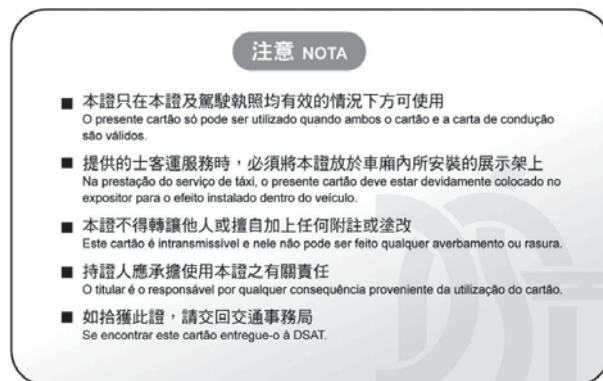 注意 NOTA
■ 本證只在本證及駕駛執照均有效的情況下方可使用
O presente cartão só pode ser utilizado quando ambos o cartão e a carta de condução
são válidos.
■ 提供的士客運服務時，必須將本證放於車廂內所安裝的展示架上
Na prestação do serviço de táxi, o presente cartão deve estar devidamente colocado no
expositor para o efeito instalado dentro do veículo.
■ 本證不得轉讓他人或擅自加上任何附註或塗改
Este cartão é intransmissível e nele não pode ser feito qualquer averbamento ou rasura.
■ 持證人應承擔使用本證之有關責任
O titular é o responsável por qualquer consequência proveniente da utilização do cartão.
■ 如拾獲此證，請交回交通事務局
Se encontrar este cartão entregue-o à DSAT.